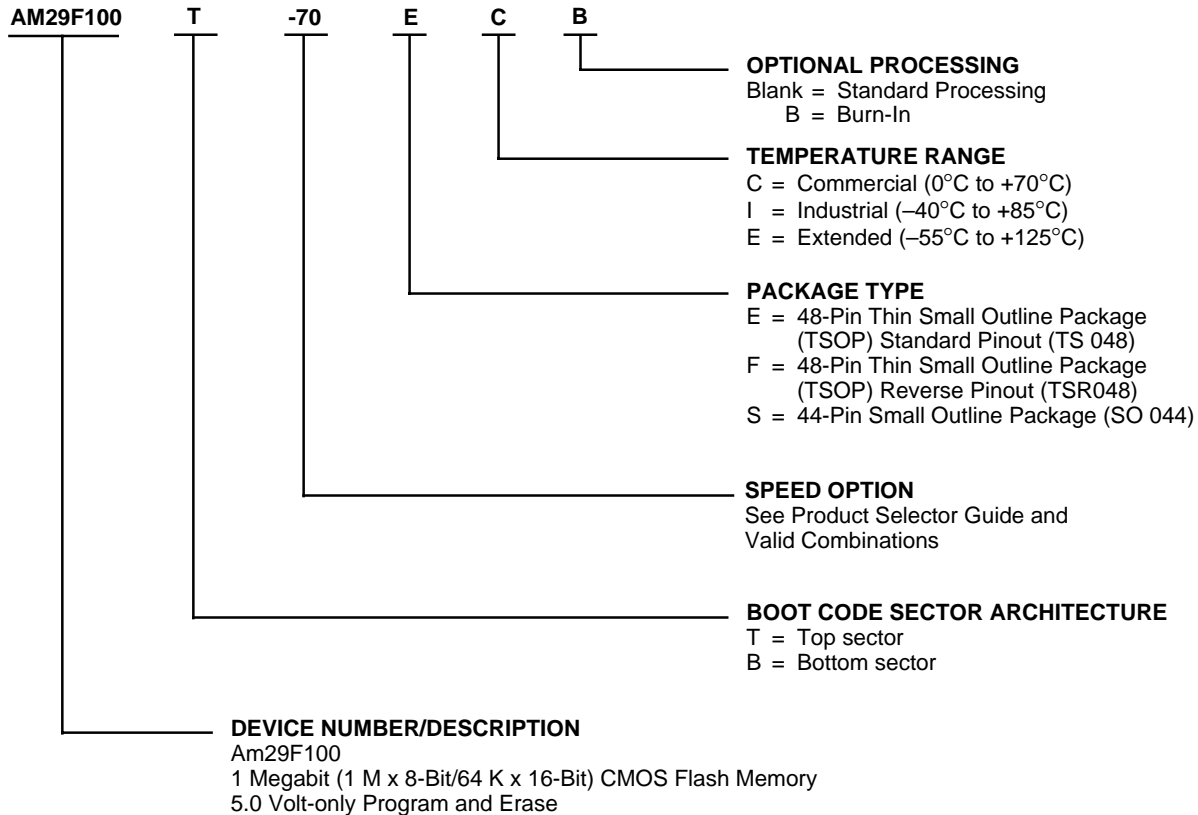 AM29F100 T -70 E C B
OPTIONAL PROCESSING
Blank = Standard Processing
B = Burn-In
TEMPERATURE RANGE
C = Commercial (0°C to +70°C)
I = Industrial (–40°C to +85°C)
E = Extended (–55°C to +125°C)
PACKAGE TYPE
E = 48-Pin Thin Small Outline Package
(TSOP) Standard Pinout (TS 048)
F = 48-Pin Thin Small Outline Package
(TSOP) Reverse Pinout (TSR048)
S = 44-Pin Small Outline Package (SO 044)
SPEED OPTION
See Product Selector Guide and
Valid Combinations
BOOT CODE SECTOR ARCHITECTURE
T = Top sector
B = Bottom sector
DEVICE NUMBER/DESCRIPTION
Am29F100
1 Megabit (1 M x 8-Bit/64 K x 16-Bit) CMOS Flash Memory
5.0 Volt-only Program and Erase